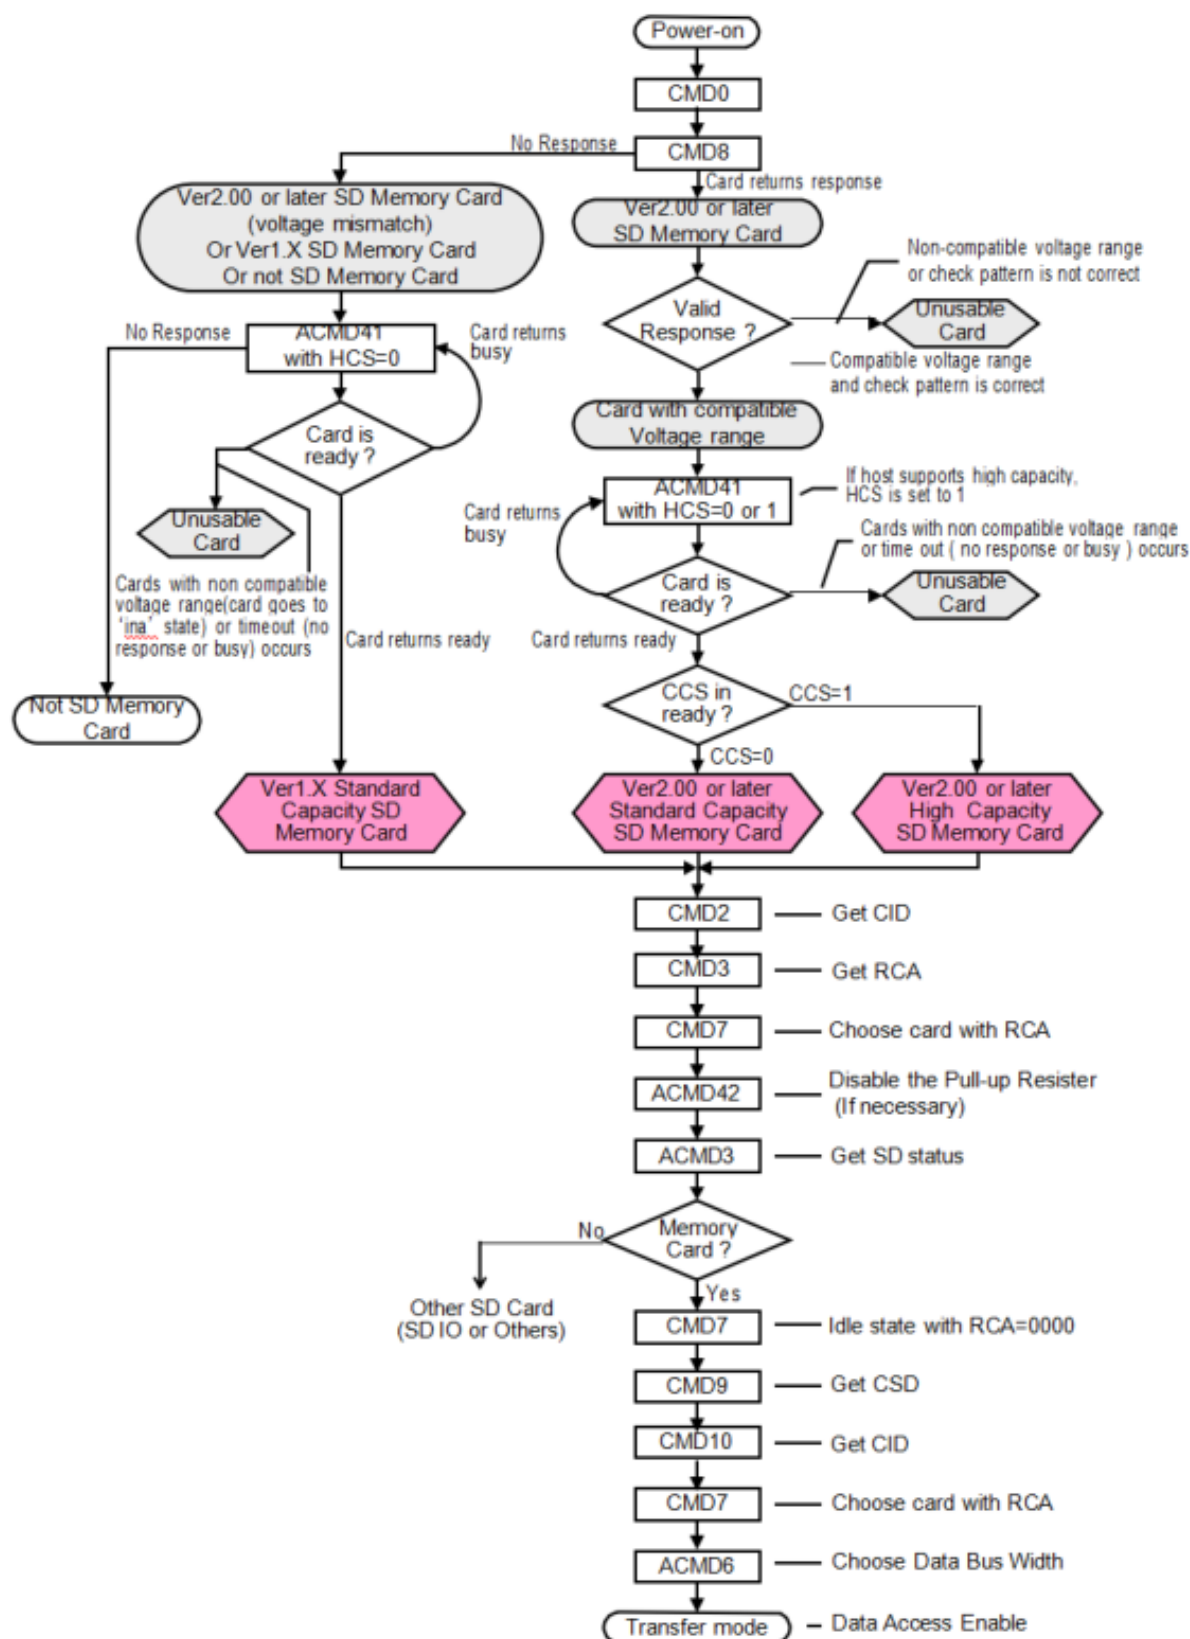 Power-on
CMD0
No Response
CMD8
Card returns response
Ver2.00 or later SD Memory Card
(voltage mismatch)
Or Ver1.X SD Memory Card
Or not SD Memory Card
Ver2.00 or later
SD Memory Card
Non-compatible voltage range
or check pattern is not correct
Valid
Response ?
Unusable
Card
Compatible voltage range
and check pattern is correct
No Response
ACMD41
with HCS=0
Card returns
busy
Card is
ready ?
Card with compatible
Voltage range
ACMD41
with HCS=0 or 1
If host supports high capacity,
HCS is set to 1
Card returns
busy
Cards with non compatible voltage range
or time out ( no response or busy ) occurs
Unusable
Card
Card is
ready ?
Unusable
Card
Cards with non compatible
voltage range(card goes to
‘ina’ state) or timeout (no
response or busy) occurs
Card returns ready
Card returns ready
Not SD Memory
Card
CCS in
ready ?
CCS=1
CCS=0
Ver1.X Standard
Capacity SD
Memory Card
Ver2.00 or later
Standard Capacity
SD Memory Card
Ver2.00 or later
High Capacity
SD Memory Card
CMD2
Get CID
CMD3
Get RCA
CMD7
Choose card with RCA
ACMD42
Disable the Pull-up Resister
(If necessary)
ACMD3
Get SD status
Memory
Card ?
No
Yes
Other SD Card
(SD IO or Others)
CMD7
Idle state with RCA=0000
CMD9
Get CSD
CMD10
Get CID
CMD7
Choose card with RCA
ACMD6
Choose Data Bus Width
Transfer mode
Data Access Enable